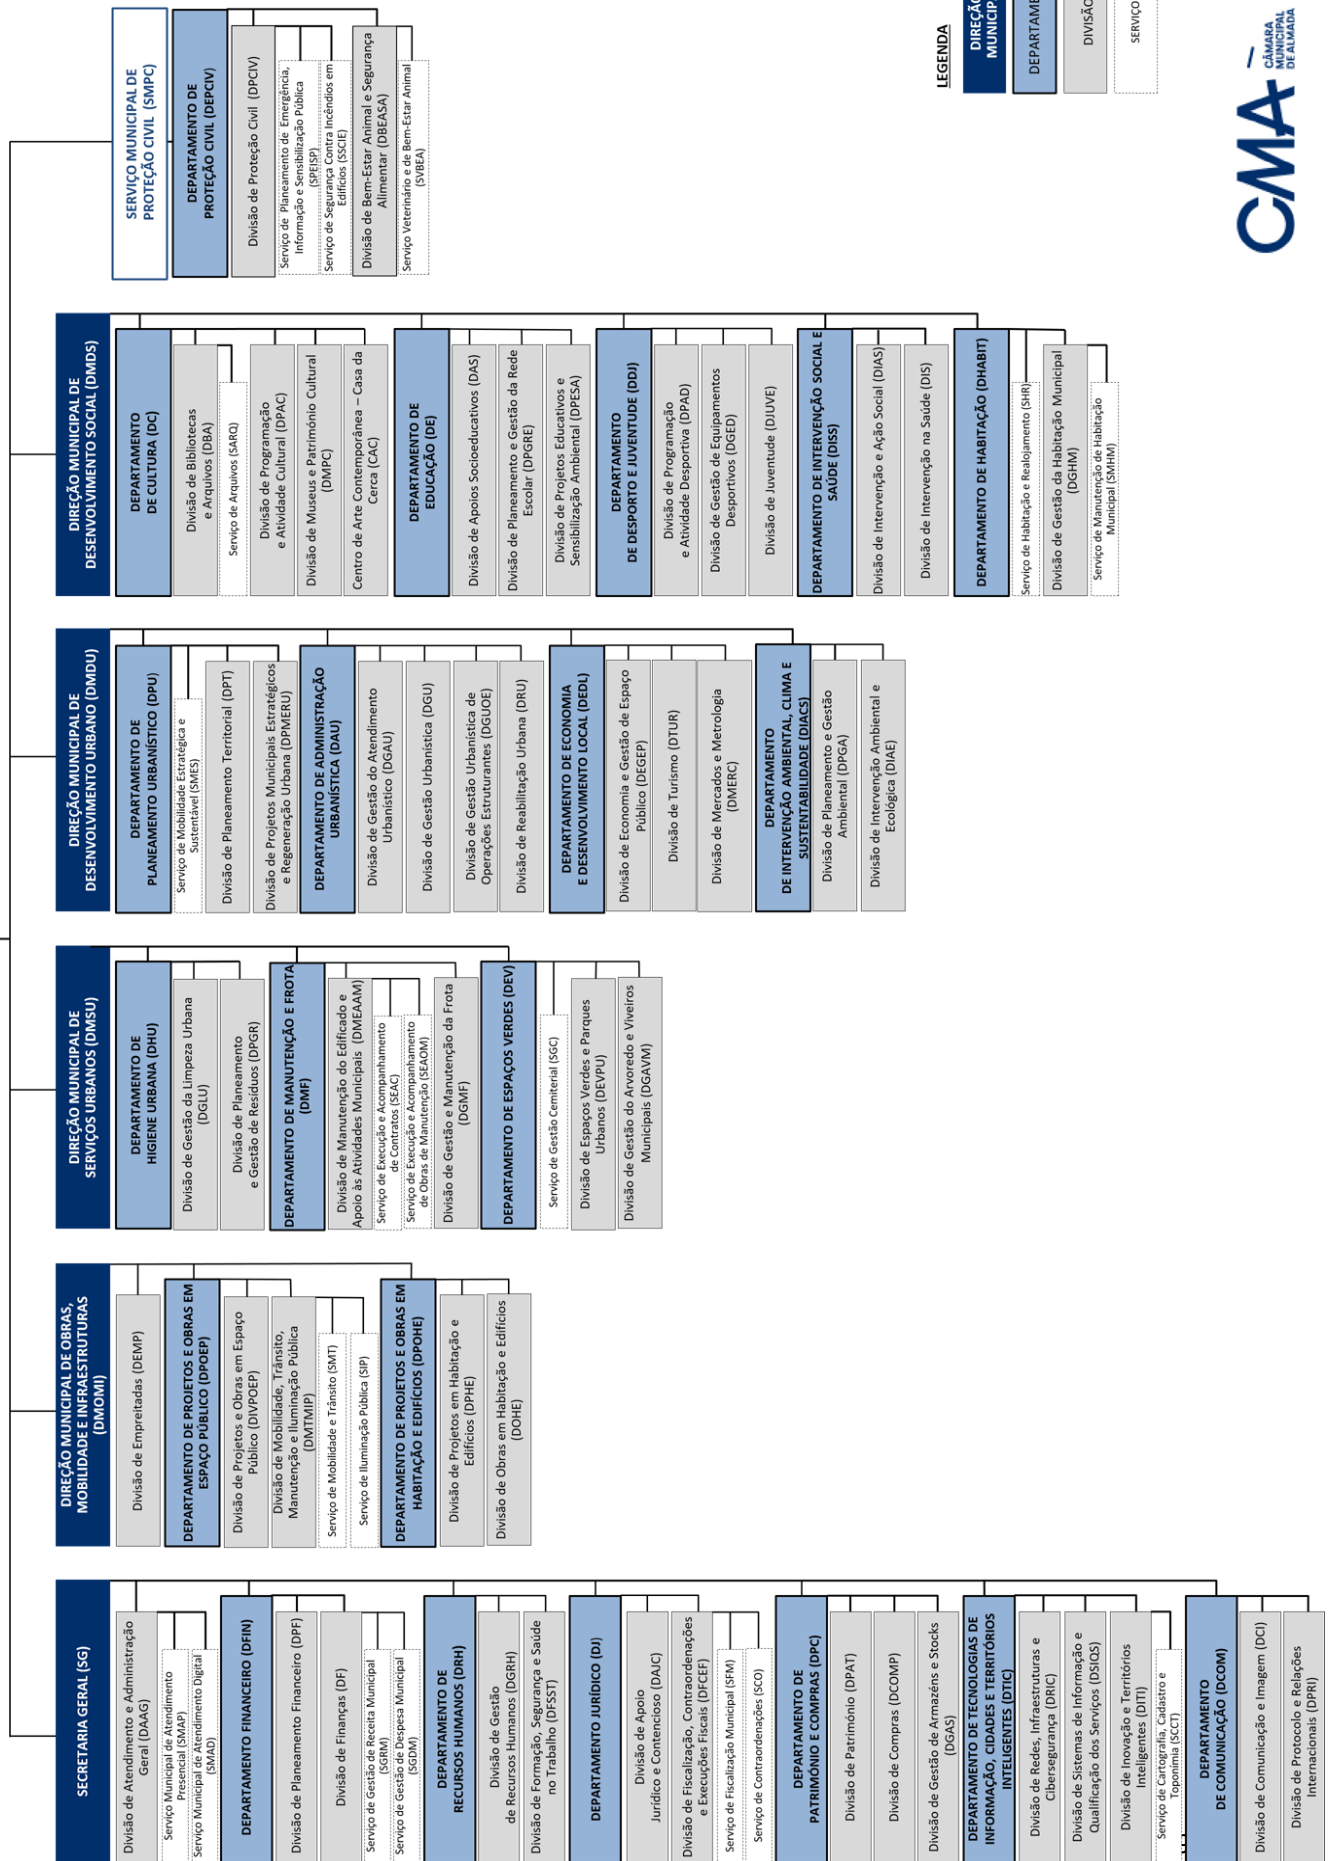 SECRETARIA GERAL (SG)
Divisão de Atendimento e Administração
Geral (DAAG)
Serviço Municipal de Atendimento
Presencial (SMAP)
Serviço Municipal de Atendimento Digital
(SMAD)
DEPARTAMENTO FINANCEIRO (DFIN)
Divisão de Planeamento Financeiro (DPF)
Divisão de Finanças (DF)
Serviço de Gestão de Receita Municipal
(SGRM)
Serviço de Gestão de Despesa Municipal
(SGDM)
DEPARTAMENTO DE
RECURSOS HUMANOS (DRH)
Divisão de Gestão
de Recursos Humanos (DGRH)
Divisão de Formação, Segurança e Saúde
no Trabalho (DFSST)
DEPARTAMENTO JURÍDICO (DJ)
Divisão de Apoio
Jurídico e Contencioso (DAJC)
Divisão de Fiscalização, Contraordenações
e Execuções Fiscais (DFCEF)
Serviço de Fiscalização Municipal (SFM)
Serviço de Contraordenações (SCO)
DEPARTAMENTO DE
PATRIMÓNIO E COMPRAS (DPC)
Divisão de Património (DPAT)
Divisão de Compras (DCOMP)
Divisão de Gestão de Armazéns e Stocks
(DGAS)
DEPARTAMENTO DE TECNOLOGIAS DE
INFORMAÇÃO, CIDADES E TERRITÓRIOS
INTELIGENTES (DTIC)
Divisão de Redes, Infraestruturas e
Cibersegurança (DRIC)
Divisão de Sistemas de Informação e
Qualificação dos Serviços (DSIQS)
Divisão de Inovação e Territórios
Inteligentes (DITI)
Serviço de Cartografia, Cadastro e
Toponímia (SCCT)
DEPARTAMENTO
DE COMUNICAÇÃO (DCOM)
Divisão de Comunicação e Imagem (DCI)
Divisão de Protocolo e Relações
Internacionais (DPRI)
DIREÇÃO MUNICIPAL DE OBRAS,
MOBILIDADE E INFRAESTRUTURAS
(DMOMI)
Divisão de Empreitadas (DEMP)
DEPARTAMENTO DE PROJETOS E OBRAS EM
ESPAÇO PÚBLICO (DPOEP)
Divisão de Projetos e Obras em Espaço
Público (DIVPOEP)
Divisão de Mobilidade, Trânsito,
Manutenção e Iluminação Pública
(DMTMIP)
Serviço de Mobilidade e Trânsito (SMT)
Serviço de Iluminação Pública (SIP)
DEPARTAMENTO DE PROJETOS E OBRAS EM
HABITAÇÃO E EDIFÍCIOS (DPOHE)
Divisão de Projetos em Habitação e
Edifícios (DPHE)
Divisão de Obras em Habitação e Edifícios
(DOHE)
DIREÇÃO MUNICIPAL DE
SERVIÇOS URBANOS (DMSU)
DEPARTAMENTO DE
HIGIENE URBANA (DHU)
Divisão de Gestão da Limpeza Urbana
(DGLU)
Divisão de Planeamento
e Gestão de Resíduos (DPGR)
DEPARTAMENTO DE MANUTENÇÃO E FROTA
(DMF)
Divisão de Manutenção do Edificado e
Apoio às Atividades Municipais (DMEAAM)
Serviço de Execução e Acompanhamento
de Contratos (SEAC)
Serviço de Execução e Acompanhamento
de Obras de Manutenção (SEAOM)
Divisão de Gestão e Manutenção da Frota
(DGMF)
DEPARTAMENTO DE ESPAÇOS VERDES (DEV)
Serviço de Gestão Cemiterial (SGC)
Divisão de Espaços Verdes e Parques
Urbanos (DEVPU)
Divisão de Gestão do Arvoredo e Viveiros
Municipais (DGAVM)
DIREÇÃO MUNICIPAL DE
DESENVOLVIMENTO URBANO (DMDU)
DEPARTAMENTO DE
PLANEAMENTO URBANÍSTICO (DPU)
Serviço de Mobilidade Estratégica e
Sustentável (SMES)
Divisão de Planeamento Territorial (DPT)
Divisão de Projetos Municipais Estratégicos
e Regeneração Urbana (DPMERU)
DEPARTAMENTO DE ADMINISTRAÇÃO
URBANÍSTICA (DAU)
Divisão de Gestão do Atendimento
Urbanístico (DGAU)
Divisão de Gestão Urbanística (DGU)
Divisão de Gestão Urbanística de
Operações Estruturantes (DGUOE)
Divisão de Reabilitação Urbana (DRU)
DEPARTAMENTO DE ECONOMIA
E DESENVOLVIMENTO LOCAL (DEDL)
Divisão de Economia e Gestão de Espaço
Público (DEGEP)
Divisão de Turismo (DTUR)
Divisão de Mercados e Metrologia
(DMERC)
DEPARTAMENTO
DE INTERVENÇÃO AMBIENTAL, CLIMA E
SUSTENTABILIDADE (DIACS)
Divisão de Planeamento e Gestão
Ambiental (DPGA)
Divisão de Intervenção Ambiental e
Ecológica (DIAE)
DIREÇÃO MUNICIPAL DE
DESENVOLVIMENTO SOCIAL (DMDS)
DEPARTAMENTO
DE CULTURA (DC)
Divisão de Bibliotecas
e Arquivos (DBA)
Serviço de Arquivos (SARQ)
Divisão de Programação
e Atividade Cultural (DPAC)
Divisão de Museus e Património Cultural
(DMPC)
Centro de Arte Contemporânea – Casa da
Cerca (CAC)
DEPARTAMENTO DE
EDUCAÇÃO (DE)
Divisão de Apoios Socioeducativos (DAS)
Divisão de Planeamento e Gestão da Rede
Escolar (DPGRE)
Divisão de Projetos Educativos e
Sensibilização Ambiental (DPESA)
DEPARTAMENTO
DE DESPORTO E JUVENTUDE (DDJ)
Divisão de Programação
e Atividade Desportiva (DPAD)
Divisão de Gestão de Equipamentos
Desportivos (DGED)
Divisão de Juventude (DJUVE)
DEPARTAMENTO DE INTERVENÇÃO SOCIAL E
SAÚDE (DISS)
Divisão de Intervenção e Ação Social (DIAS)
Divisão de Intervenção na Saúde (DIS)
DEPARTAMENTO DE HABITAÇÃO (DHABIT)
Serviço de Habitação e Realojamento (SHR)
Divisão de Gestão da Habitação Municipal
(DGHM)
Serviço de Manutenção de Habitação
Municipal (SMHM)
SERVIÇO MUNICIPAL DE
PROTEÇÃO CIVIL (SMPC)
DEPARTAMENTO DE
PROTEÇÃO CIVIL (DEPCIV)
Divisão de Proteção Civil (DPCIV)
Serviço de Planeamento de Emergência,
Informação e Sensibilização Pública
(SPEISP)
Serviço de Segurança Contra Incêndios em
Edifícios (SSCIE)
Divisão de Bem-Estar Animal e Segurança
Alimentar (DBEASA)
Serviço Veterinário e de Bem-Estar Animal
(SVBEA)
LEGENDA
DIREÇÃO
MUNICIPA
DEPARTAME
DIVISÃO
SERVIÇO
CMA
CÂMARA
MUNICIPAL
DE ALMADA